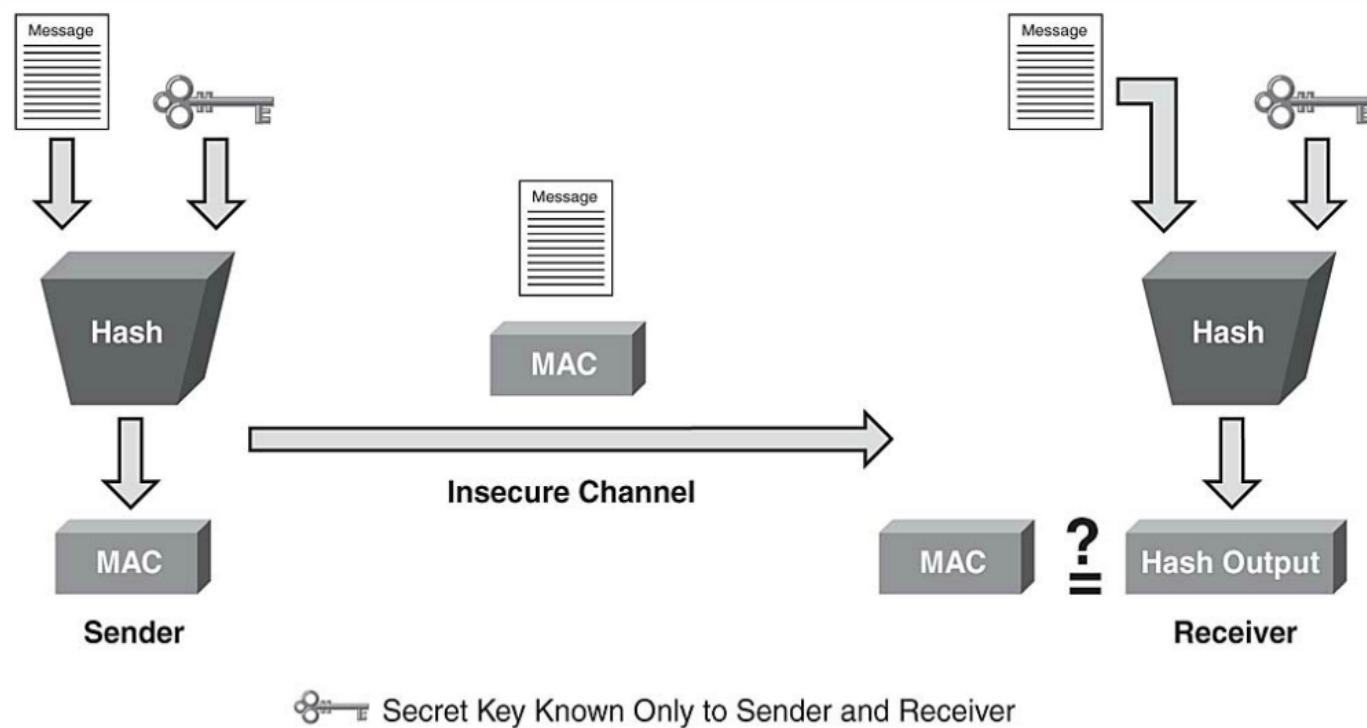 Message
Message
Message
Hash
MAC
Hash
Insecure Channel
MAC
MAC
?
=
Hash Output
Sender
Receiver
Secret Key Known Only to Sender and Receiver